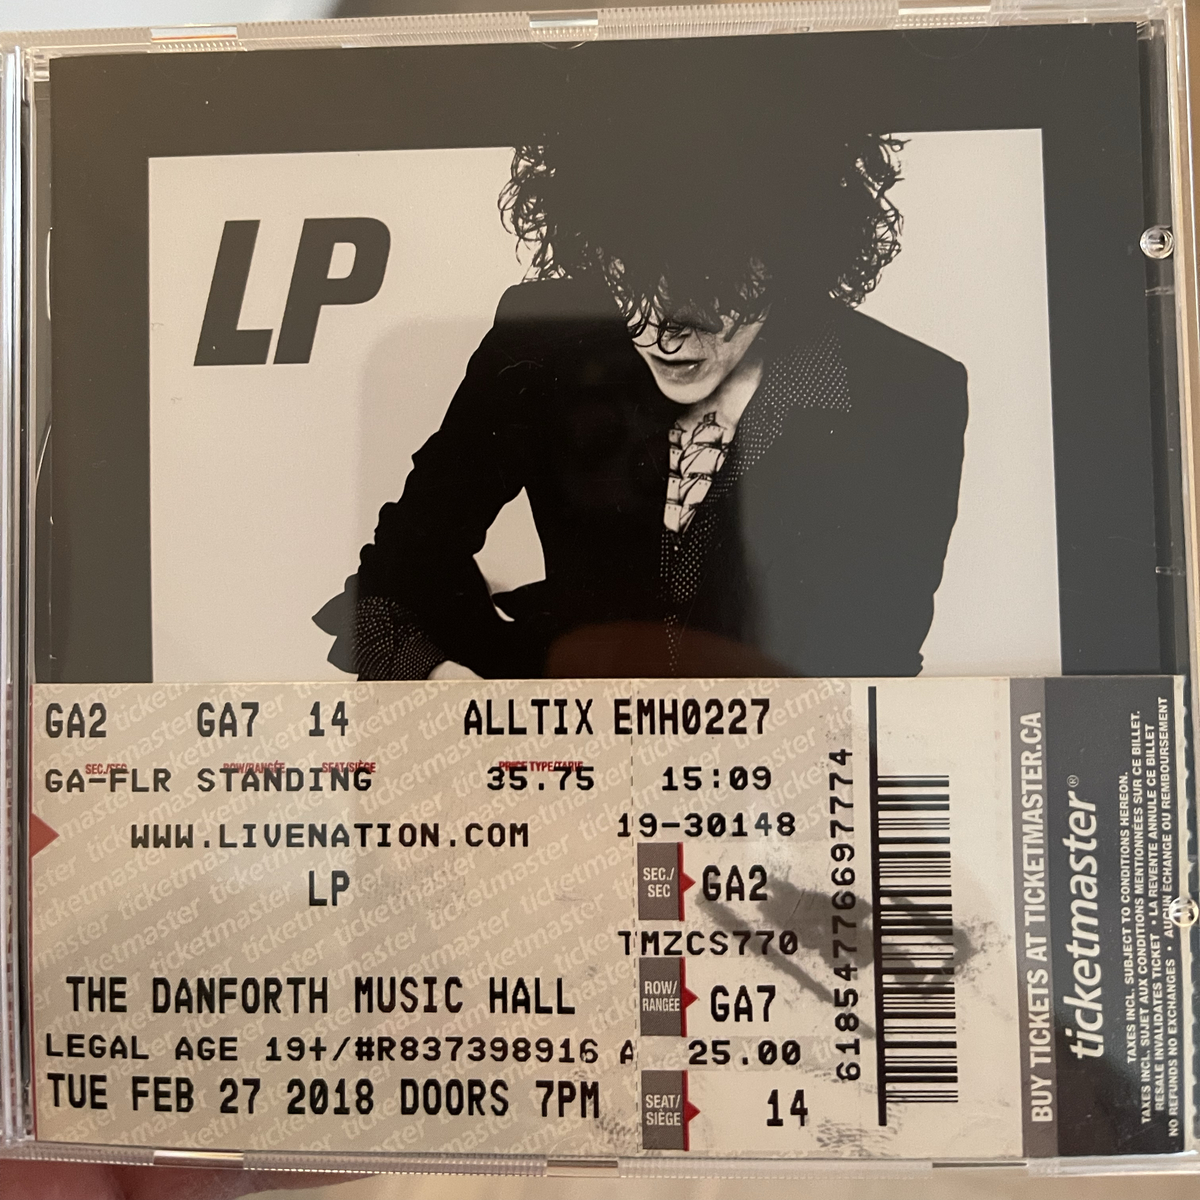 LP
GA2 GA7 14 ALLTIX EMH0227
SEC./SEC ROW/RANGÉE SEAT/SIÈGE PRICE TYPE/TARIF
GA-FLR STANDING 35.75 15:09
WWW.LIVENATION.COM 19-30148
LP
SEC./
SEC
GA2
TMZCS770
THE DANFORTH MUSIC HALL
ROW/
RANGÉE
GA7
LEGAL AGE 19+/#R837398916 A 25.00
TUE FEB 27 2018 DOORS 7PM
SEAT/
SIÈGE
14
61854776697774
BUY TICKETS AT TICKETMASTER.CA
ticketmaster®
TAXES INCL. SUBJECT TO CONDITIONS HEREON.
TAXES INCL. SUJET AUX CONDITIONS MENTIONNÉES SUR CE BILLET.
RESALE INVALIDATES TICKET • LA REVENTE ANNULE CE BILLET
NO REFUNDS NO EXCHANGES • AUCUN ÉCHANGE OU REMBOURSEMENT